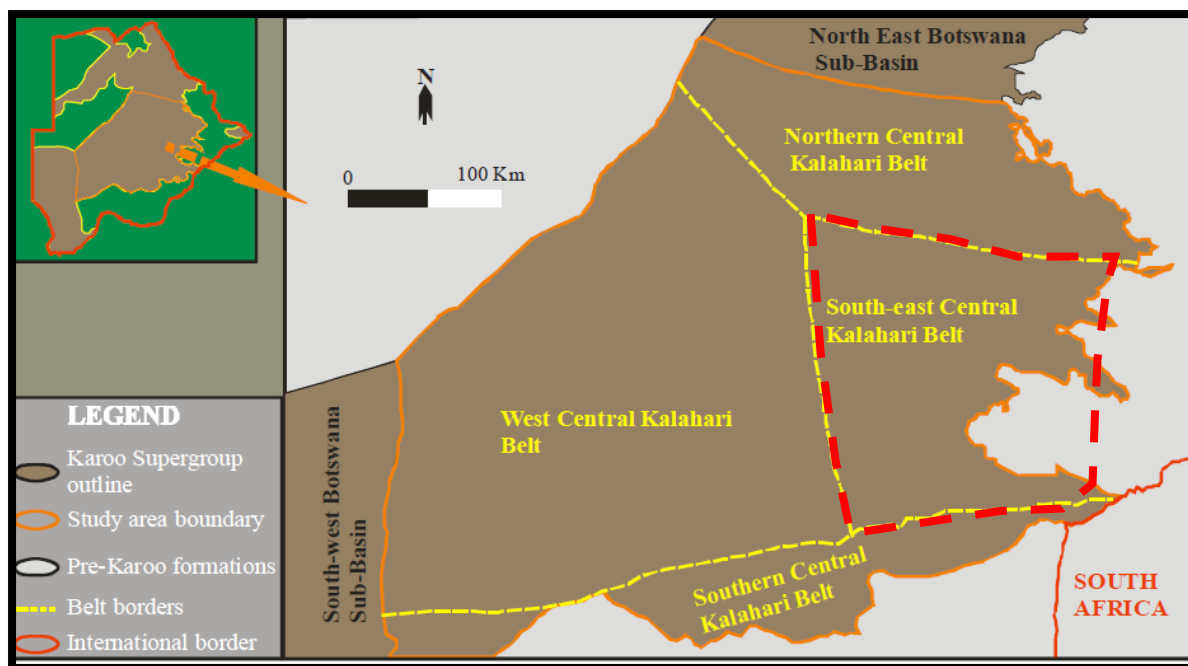 North East Botswana
Sub-Basin
N
Northern Central
Kalahari Belt
0
100 Km
South-east Central
Kalahari Belt
West Central Kalahari
Belt
South-west Botswana
Sub-Basin
Southern Central
Kalahari Belt
SOUTH
AFRICA
LEGEND
Karoo Supergroup
outline
Study area boundary
Pre-Karoo formations
Belt borders
International border